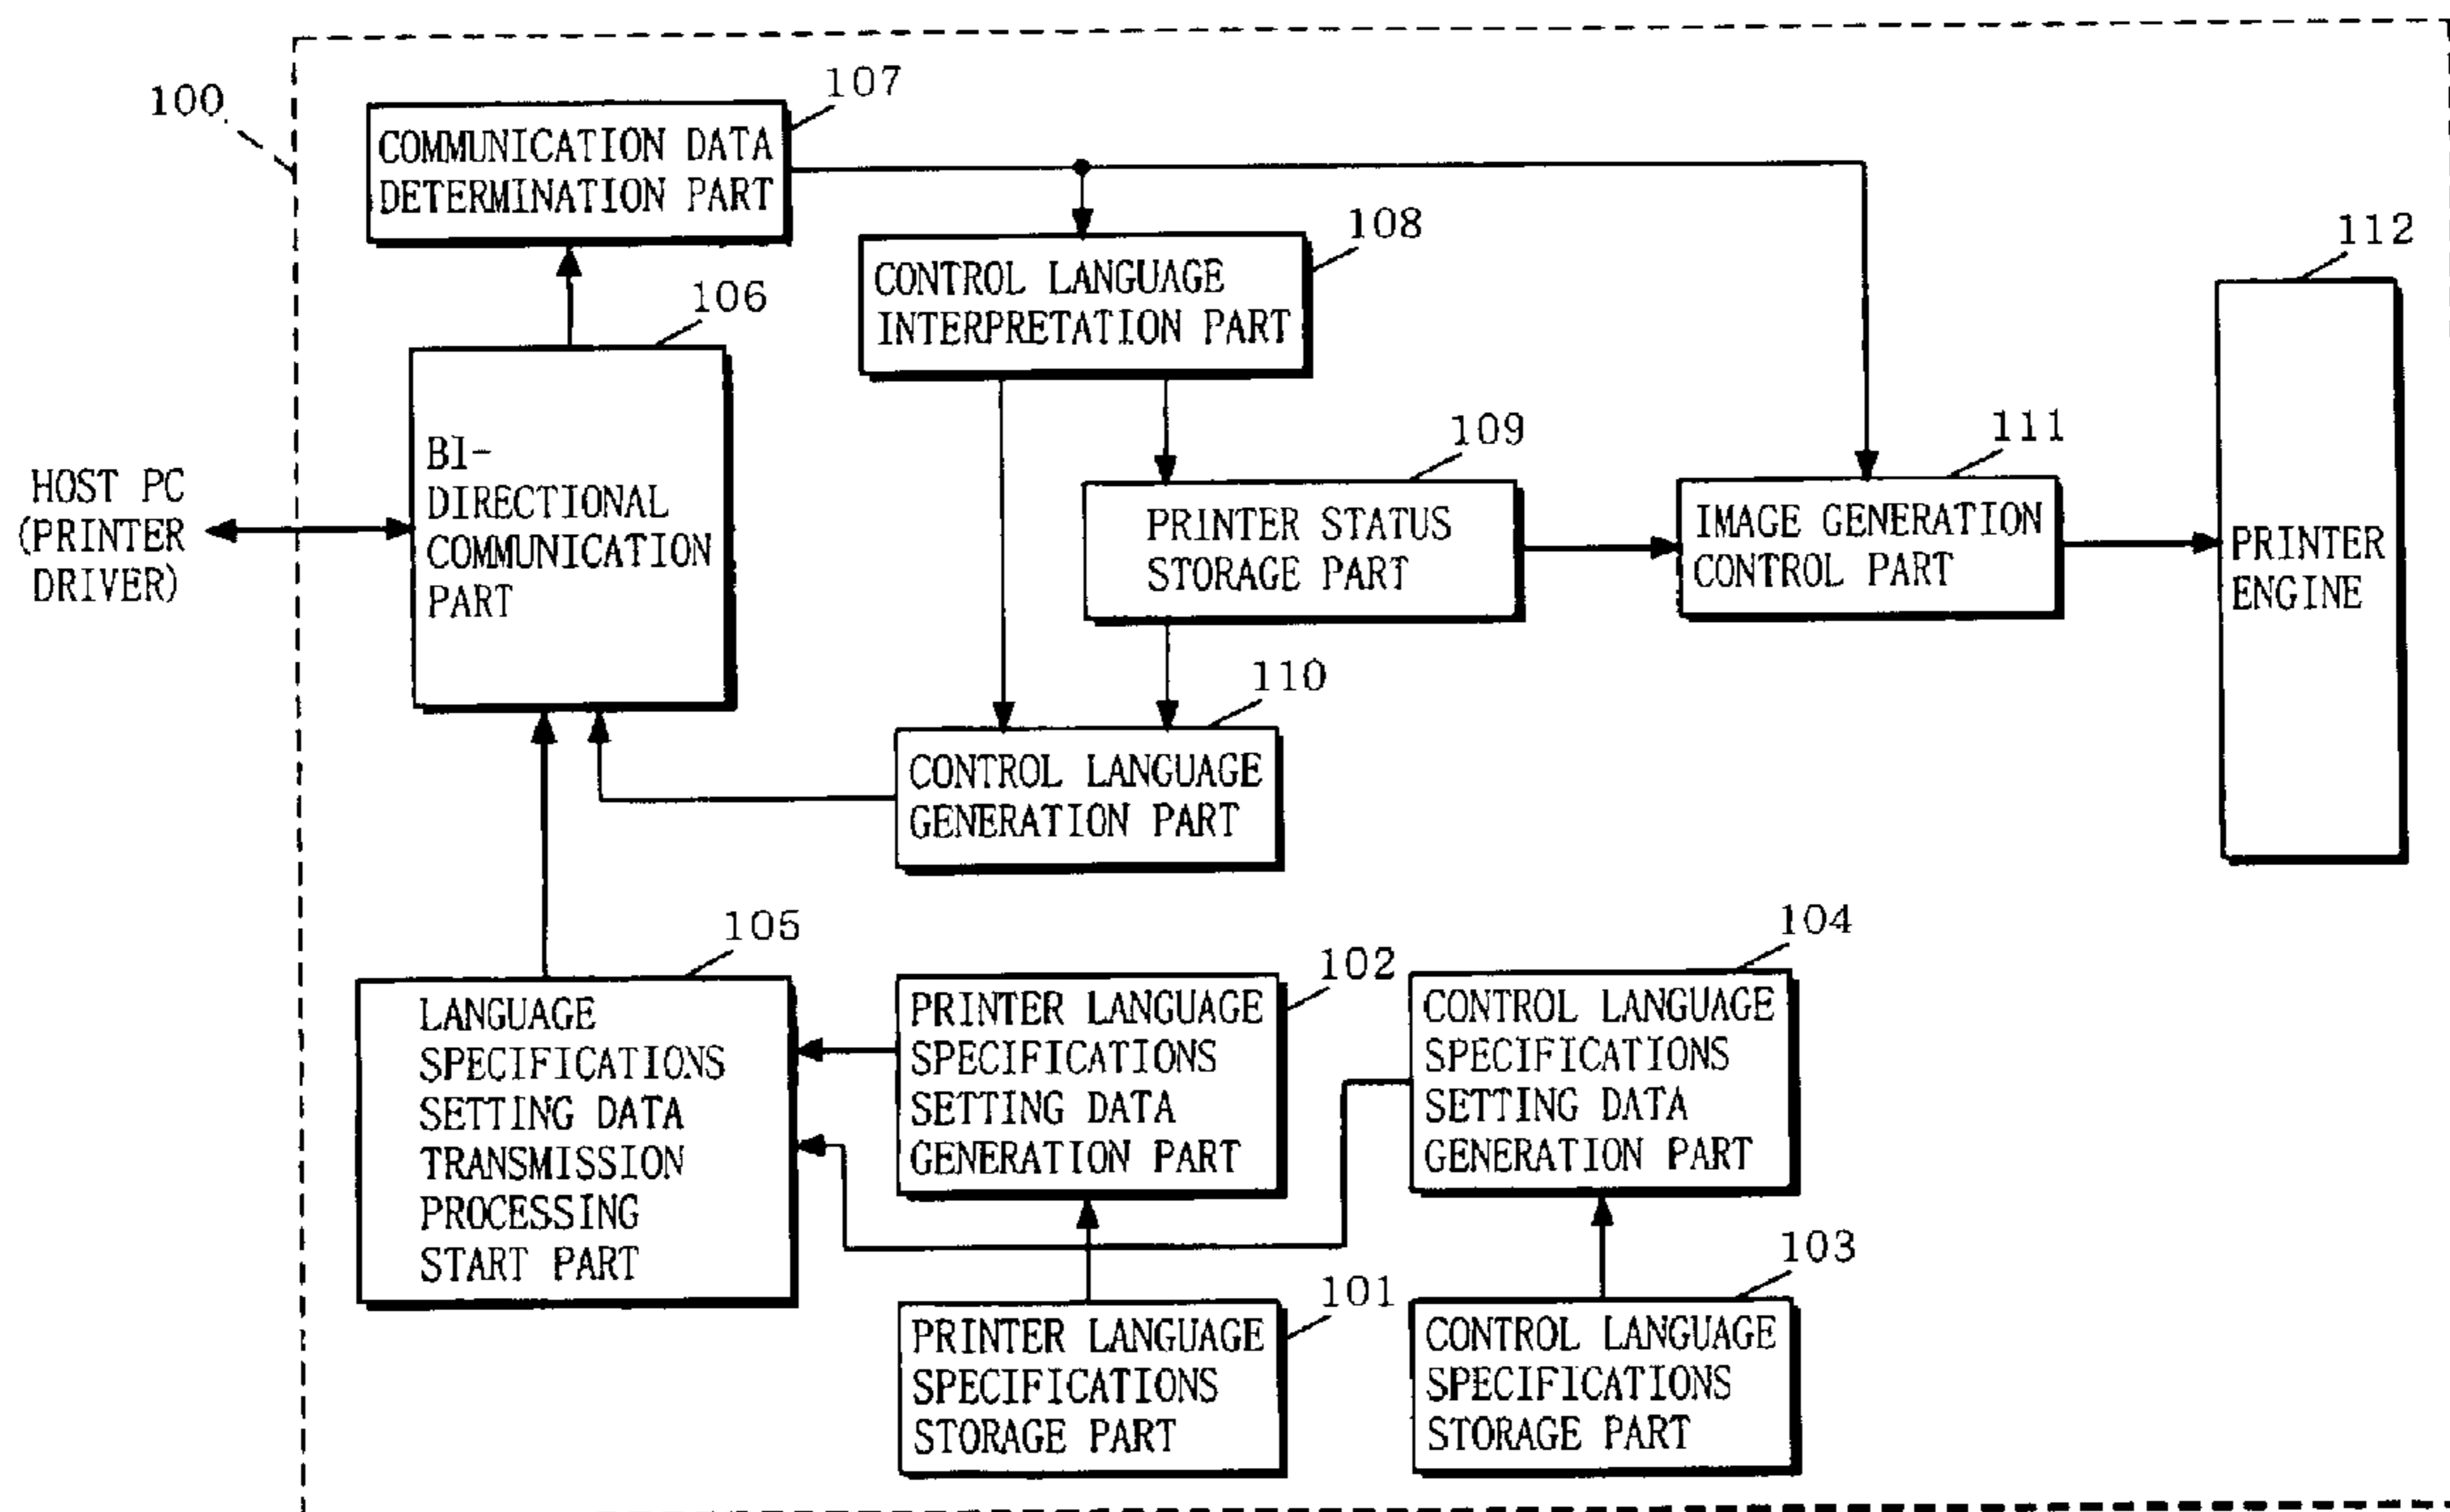 100
107
COMMUNICATION DATA
DETERMINATION PART
108
CONTROL LANGUAGE
INTERPRETATION PART
112
PRINTER
ENGINE
106
BI-
DIRECTIONAL
COMMUNICATION
PART
HOST PC
(PRINTER
DRIVER)
109
PRINTER STATUS
STORAGE PART
111
IMAGE GENERATION
CONTROL PART
110
CONTROL LANGUAGE
GENERATION PART
105
LANGUAGE
SPECIFICATIONS
SETTING DATA
TRANSMISSION
PROCESSING
START PART
102
PRINTER LANGUAGE
SPECIFICATIONS
SETTING DATA
GENERATION PART
104
CONTROL LANGUAGE
SPECIFICATIONS
SETTING DATA
GENERATION PART
101
PRINTER LANGUAGE
SPECIFICATIONS
STORAGE PART
103
CONTROL LANGUAGE
SPECIFICATIONS
STORAGE PART